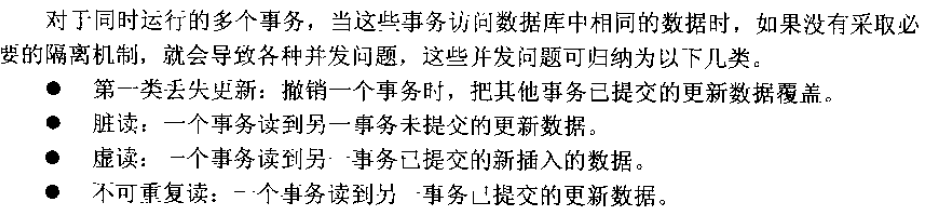 对于同时运行的多个事务，当这些事务访问数据库中相同的数据时，如果没有采取必
要的隔离机制，就会导致各种并发问题，这些并发问题可归纳为以下几类。
● 第一类丢失更新：撤销一个事务时，把其他事务已提交的更新数据覆盖。
● 脏读：一个事务读到另一事务未提交的更新数据。
● 虚读：一个事务读到另一事务已提交的新插入的数据。
● 不可重复读：一个事务读到另一事务已提交的更新数据。